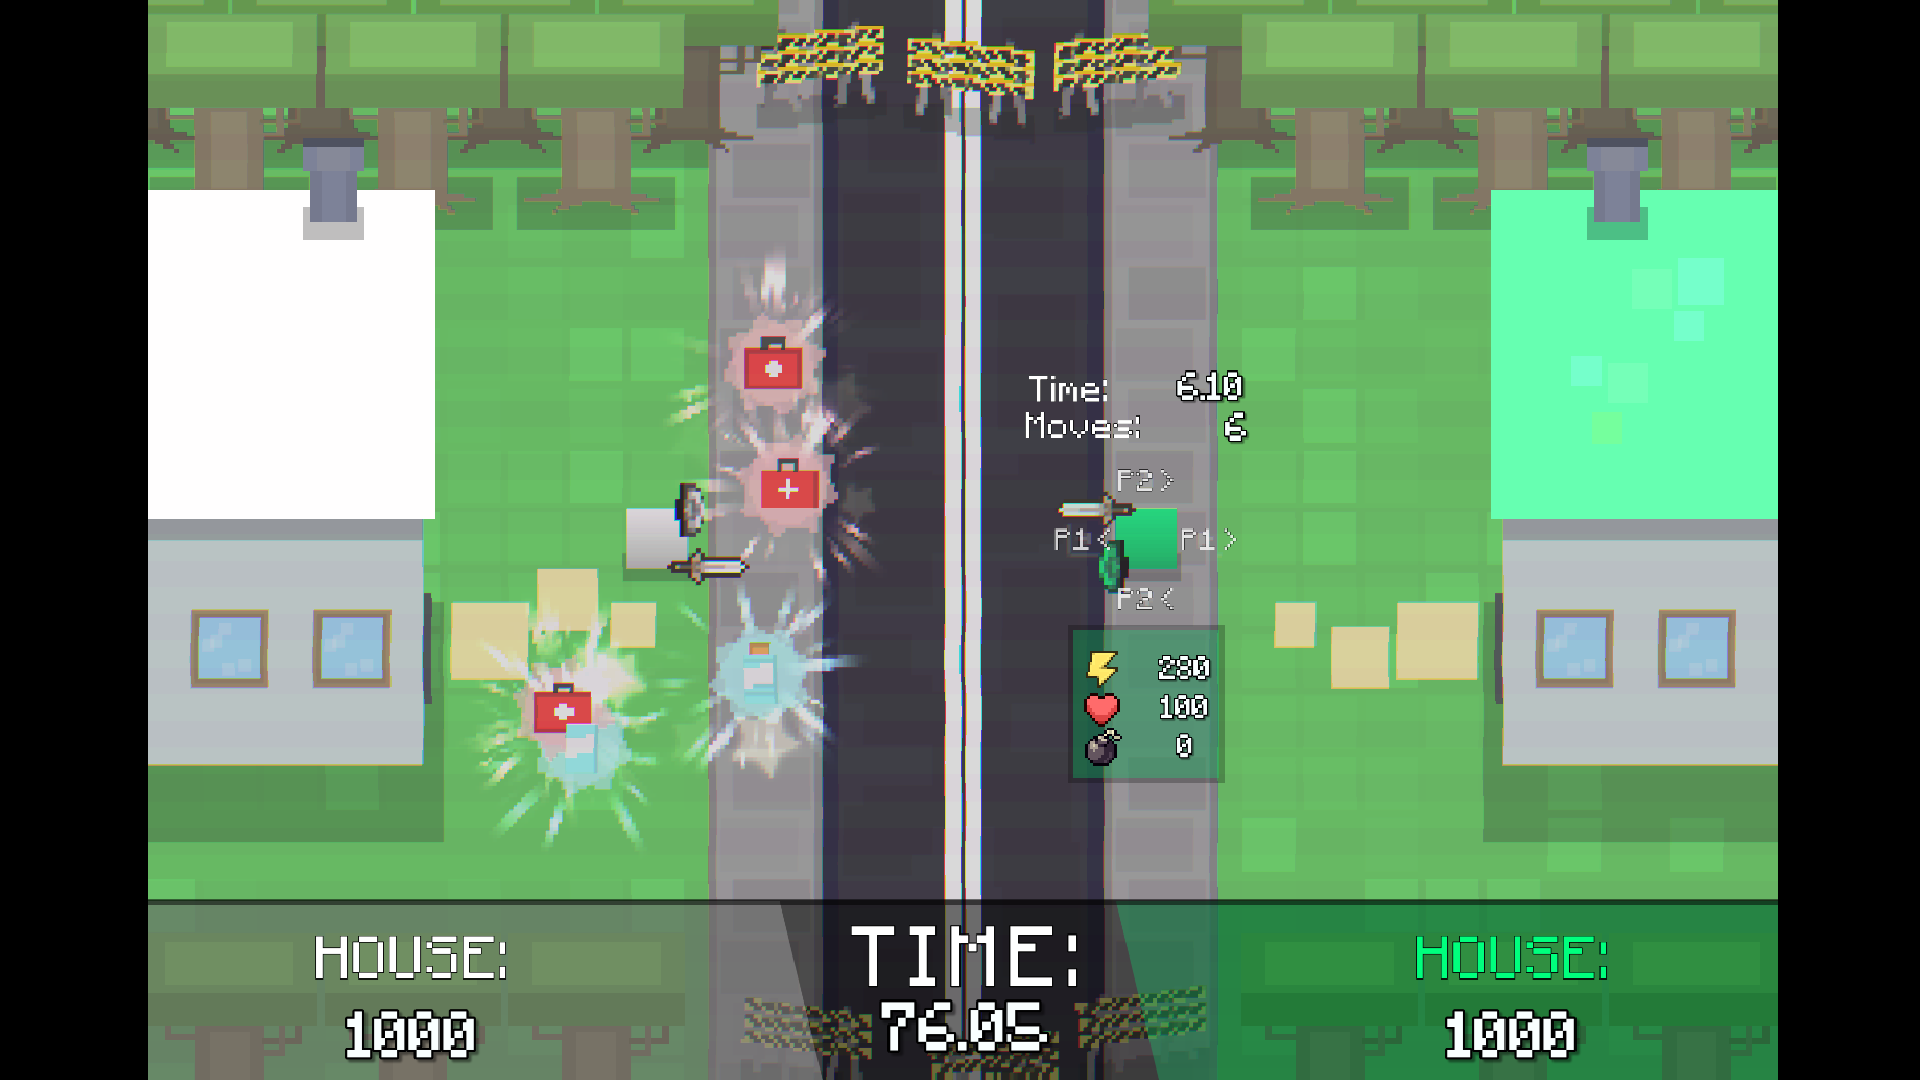 Time: 6.10
Moves: 6
P2>
P1< P1>
P2<
280
100
0
HOUSE:
1000
TIME:
76.05
HOUSE:
1000